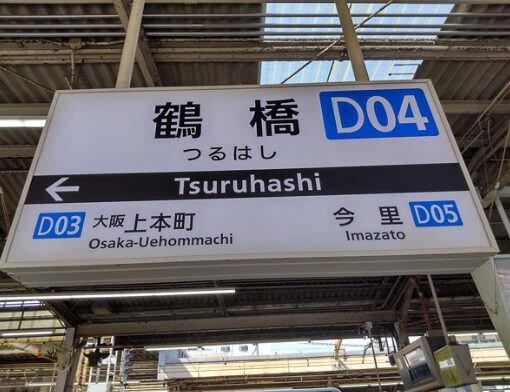 鶴橋 D04
つるはし
← Tsuruhashi
D03 大阪上本町 今里 D05
Osaka-Uehommachi Imazato